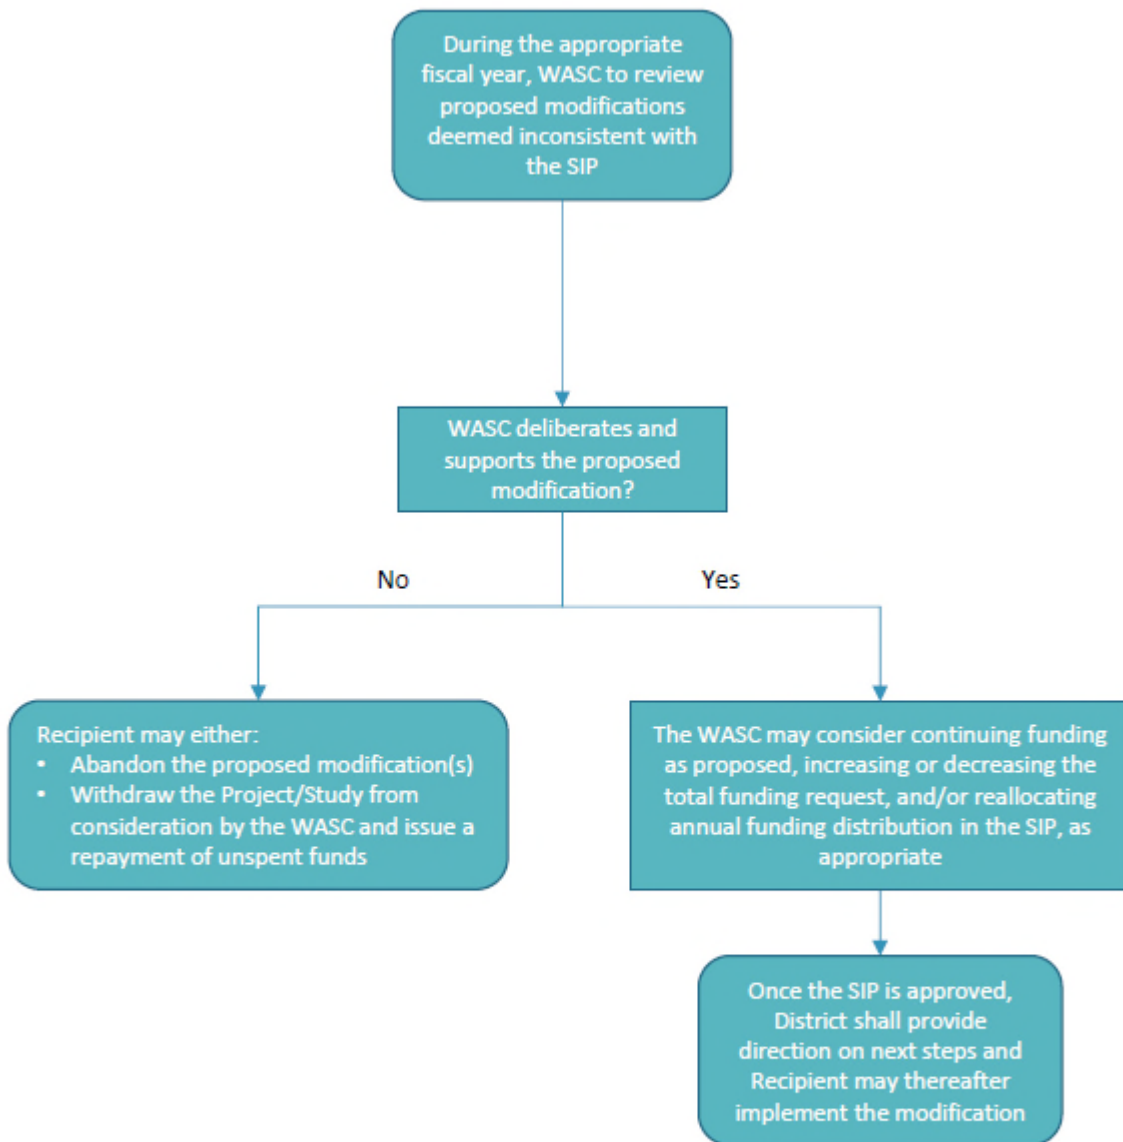 During the appropriate
fiscal year, WASC to review
proposed modifications
deemed inconsistent with
the SIP
WASC deliberates and
supports the proposed
modification?
No
Yes
Recipient may either:
• Abandon the proposed modification(s)
• Withdraw the Project/Study from
consideration by the WASC and issue a
repayment of unspent funds
The WASC may consider continuing funding
as proposed, increasing or decreasing the
total funding request, and/or reallocating
annual funding distribution in the SIP, as
appropriate
Once the SIP is approved,
District shall provide
direction on next steps and
Recipient may thereafter
implement the modification